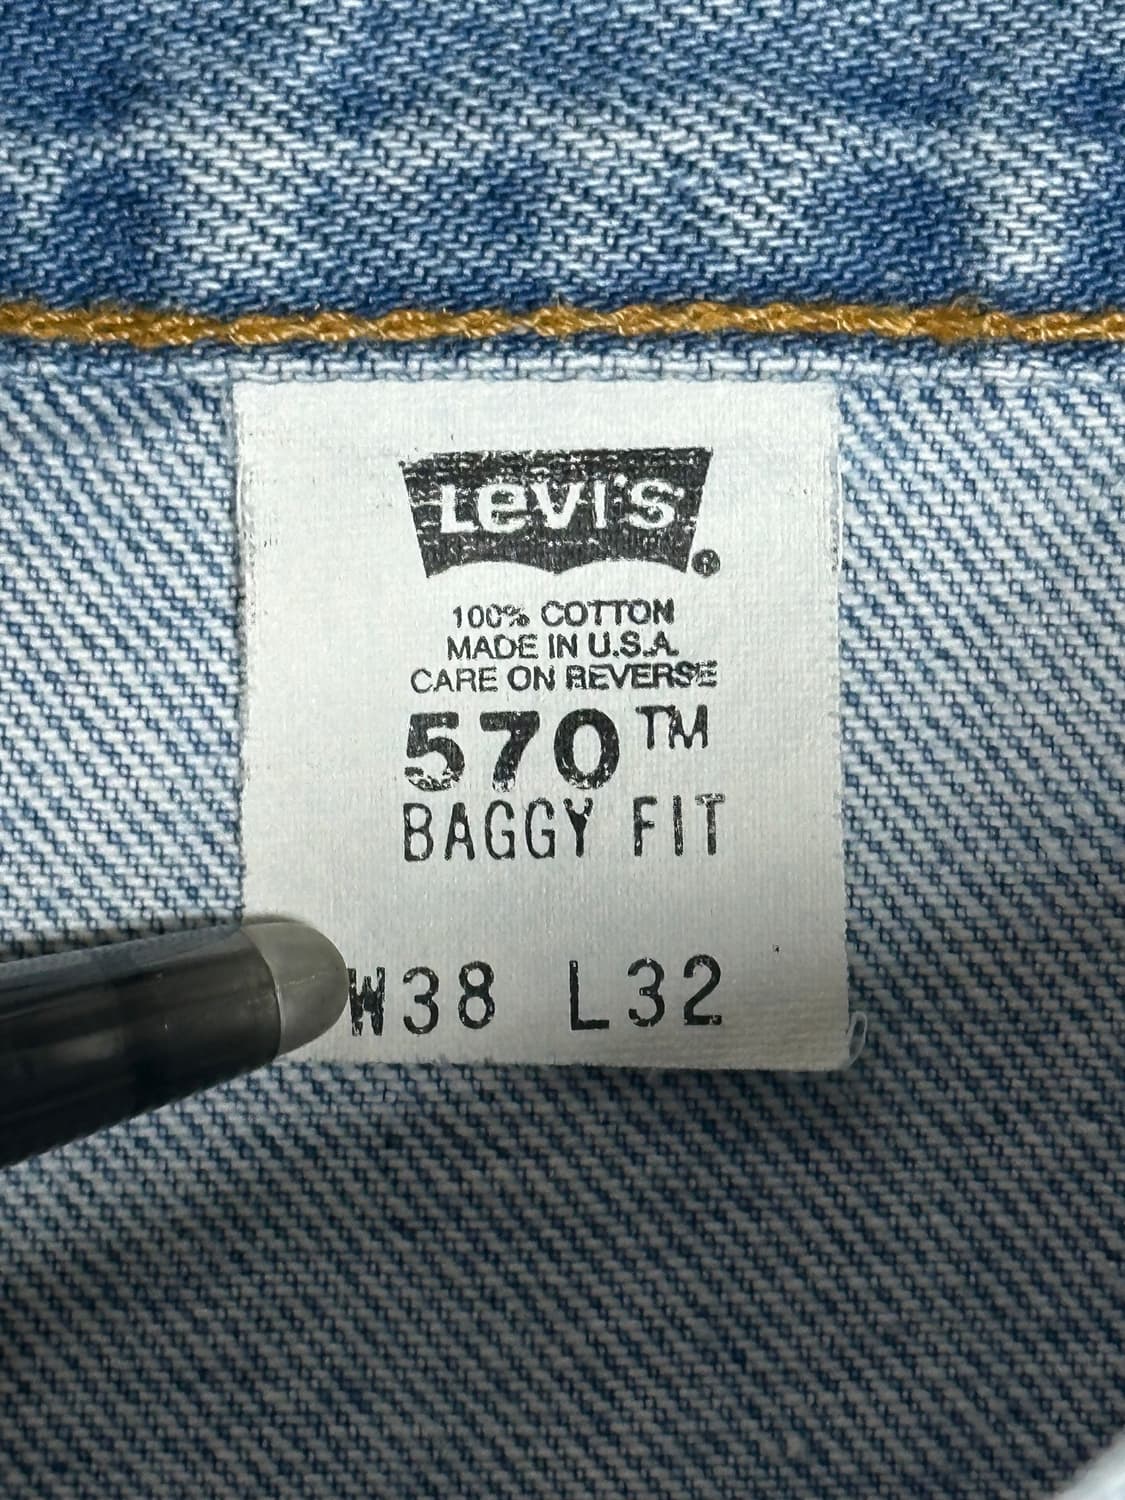 Levi's®
100% COTTON
MADE IN U.S.A.
CARE ON REVERSE
570™
BAGGY FIT
W38 L32